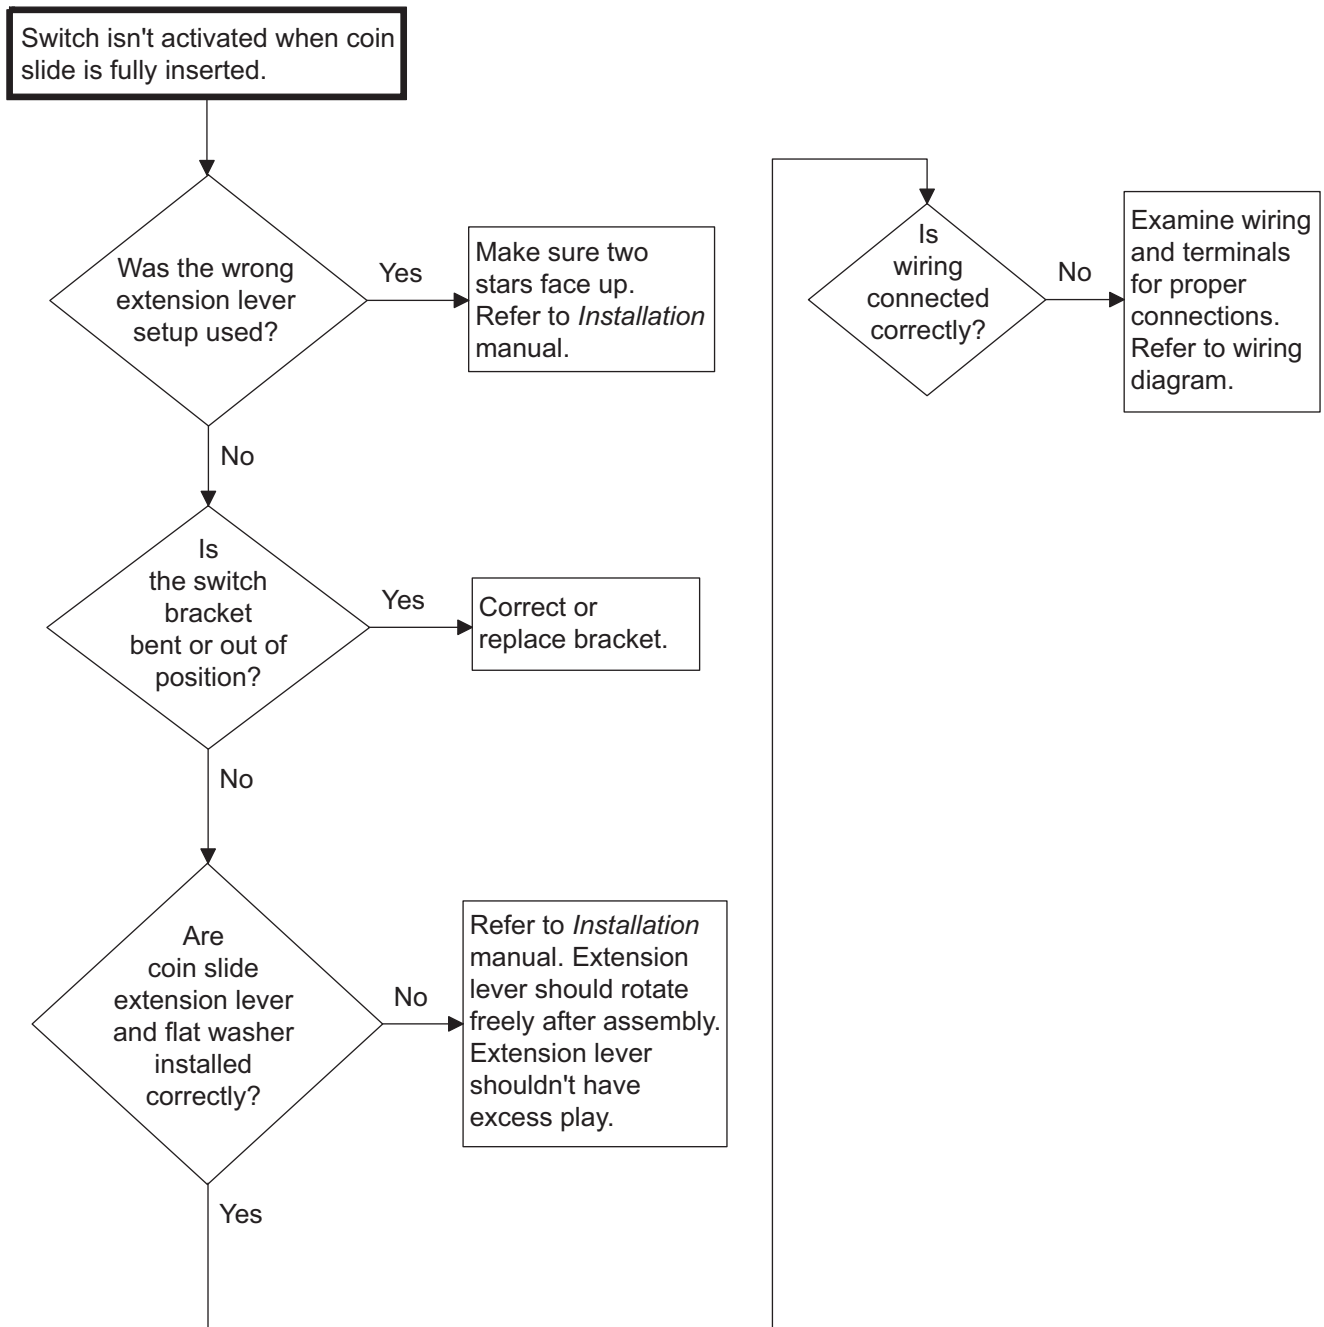 Switch isn't activated when coin
slide is fully inserted.
Was the wrong
extension lever
setup used?
Yes
Make sure two
stars face up.
Refer to Installation
manual.
No
Is
the switch
bracket
bent or out of
position?
Yes
Correct or
replace bracket.
No
Are
coin slide
extension lever
and flat washer
installed
correctly?
No
Refer to Installation
manual. Extension
lever should rotate
freely after assembly.
Extension lever
shouldn't have
excess play.
Yes
Is
wiring
connected
correctly?
No
Examine wiring
and terminals
for proper
connections.
Refer to wiring
diagram.